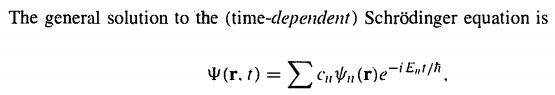 The general solution to the (time-dependent) Schrödinger equation is
Ψ(r, t) = ∑ cₙψₙ(r)e^{-iEₙt/ħ}.